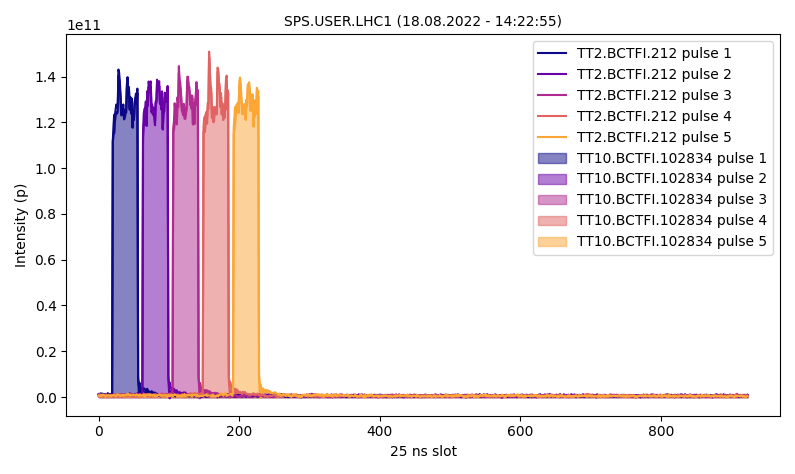 SPS.USER.LHC1 (18.08.2022 - 14:22:55)
1e11
TT2.BCTFI.212 pulse 1
TT2.BCTFI.212 pulse 2
TT2.BCTFI.212 pulse 3
TT2.BCTFI.212 pulse 4
TT2.BCTFI.212 pulse 5
TT10.BCTFI.102834 pulse 1
TT10.BCTFI.102834 pulse 2
TT10.BCTFI.102834 pulse 3
TT10.BCTFI.102834 pulse 4
TT10.BCTFI.102834 pulse 5
Intensity (p)
1.4
1.2
1.0
0.8
0.6
0.4
0.2
0.0
0 200 400 600 800
25 ns slot